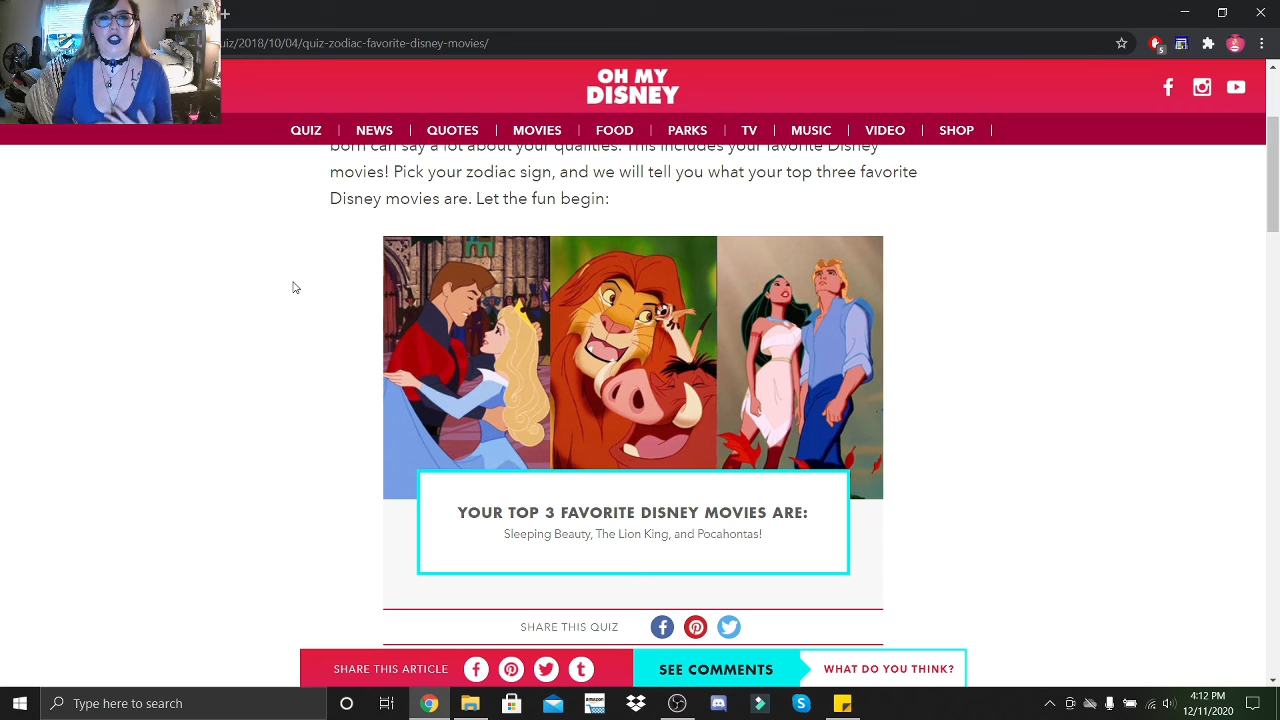 iz/2018/10/04/quiz-zodiac-favorite-disney-movies/
5
OH MY
DISNEY
QUIZ
NEWS
QUOTES
MOVIES
FOOD
PARKS
TV
MUSIC
VIDEO
SHOP
born can say a lot about your qualities. This includes your favorite Disney
movies! Pick your zodiac sign, and we will tell you what your top three favorite
Disney movies are. Let the fun begin:
YOUR TOP 3 FAVORITE DISNEY MOVIES ARE:
Sleeping Beauty, The Lion King, and Pocahontas!
SHARE THIS QUIZ
SHARE THIS ARTICLE
SEE COMMENTS
WHAT DO YOU THINK?
Type here to search
amazon
4:12 PM
12/11/2020